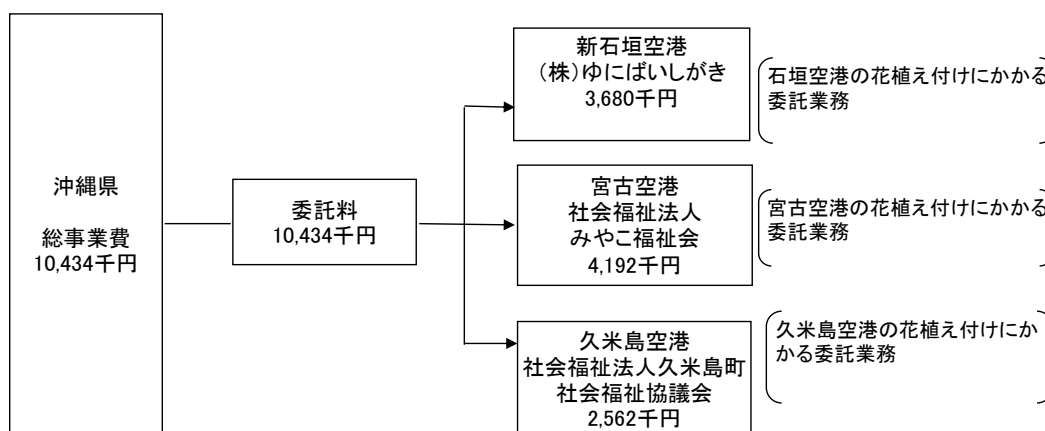 沖縄県
総事業費
10,434千円
委託料
10,434千円
新石垣空港
(株)ゆにばいしがき
3,680千円
石垣空港の花植え付けにかかる
委託業務
宮古空港
社会福祉法人
みやこ福祉会
4,192千円
宮古空港の花植え付けにかかる
委託業務
久米島空港
社会福祉法人久米島町
社会福祉協議会
2,562千円
久米島空港の花植え付けにか
かる委託業務